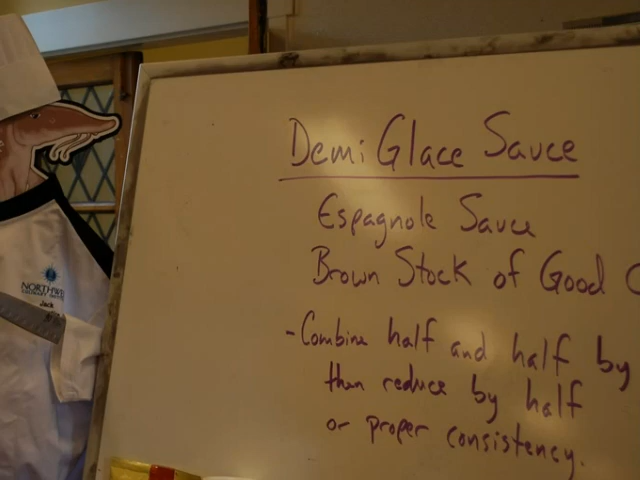 Demi Glace Sauce
Espagnole Sauce
Brown Stock of Good
- Combine half and half by
then reduce by half
or proper consistency.
Jack